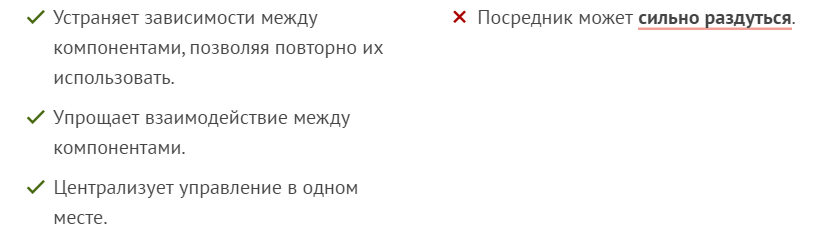 Устраняет зависимости между
компонентами, позволяя повторно их
использовать.
Упрощает взаимодействие между
компонентами.
Централизует управление в одном
месте.
Посредник может сильно раздуться.